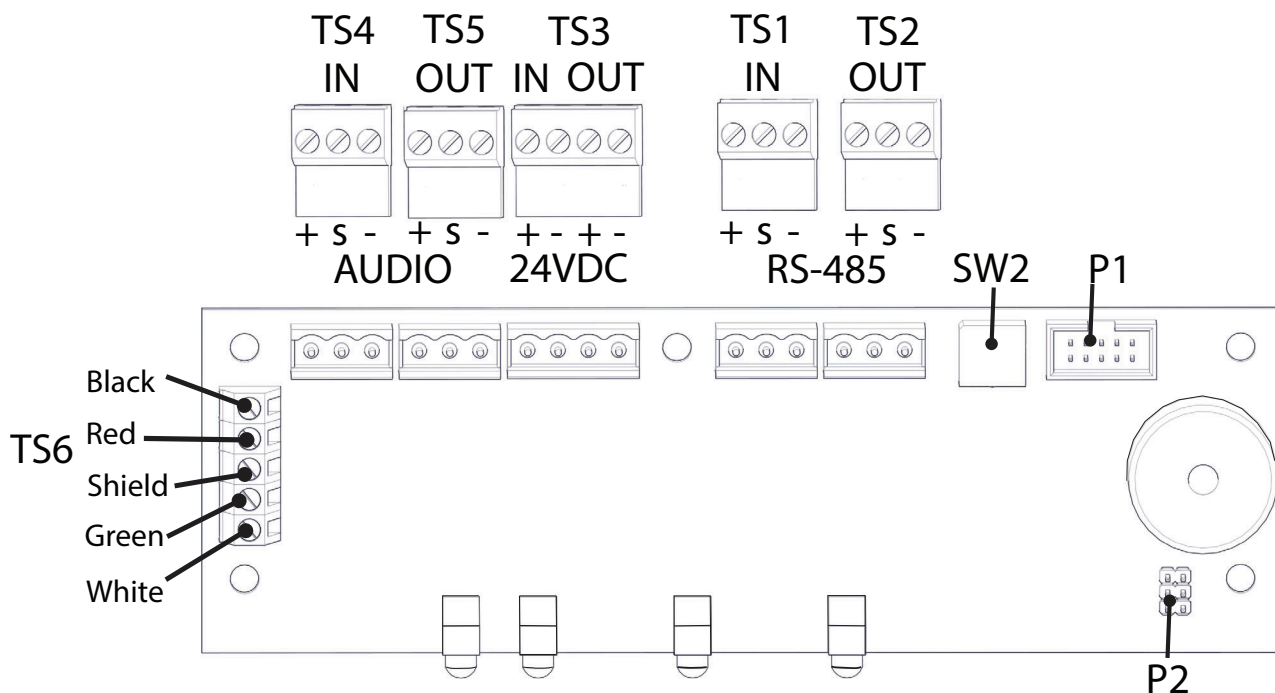 TS4 TS5 TS3 TS1 TS2
IN OUT IN OUT IN OUT
+ s - + s - + - + - + s - + s -
AUDIO 24VDC RS-485 SW2 P1
Black
Red
TS6
Shield
Green
White
P2